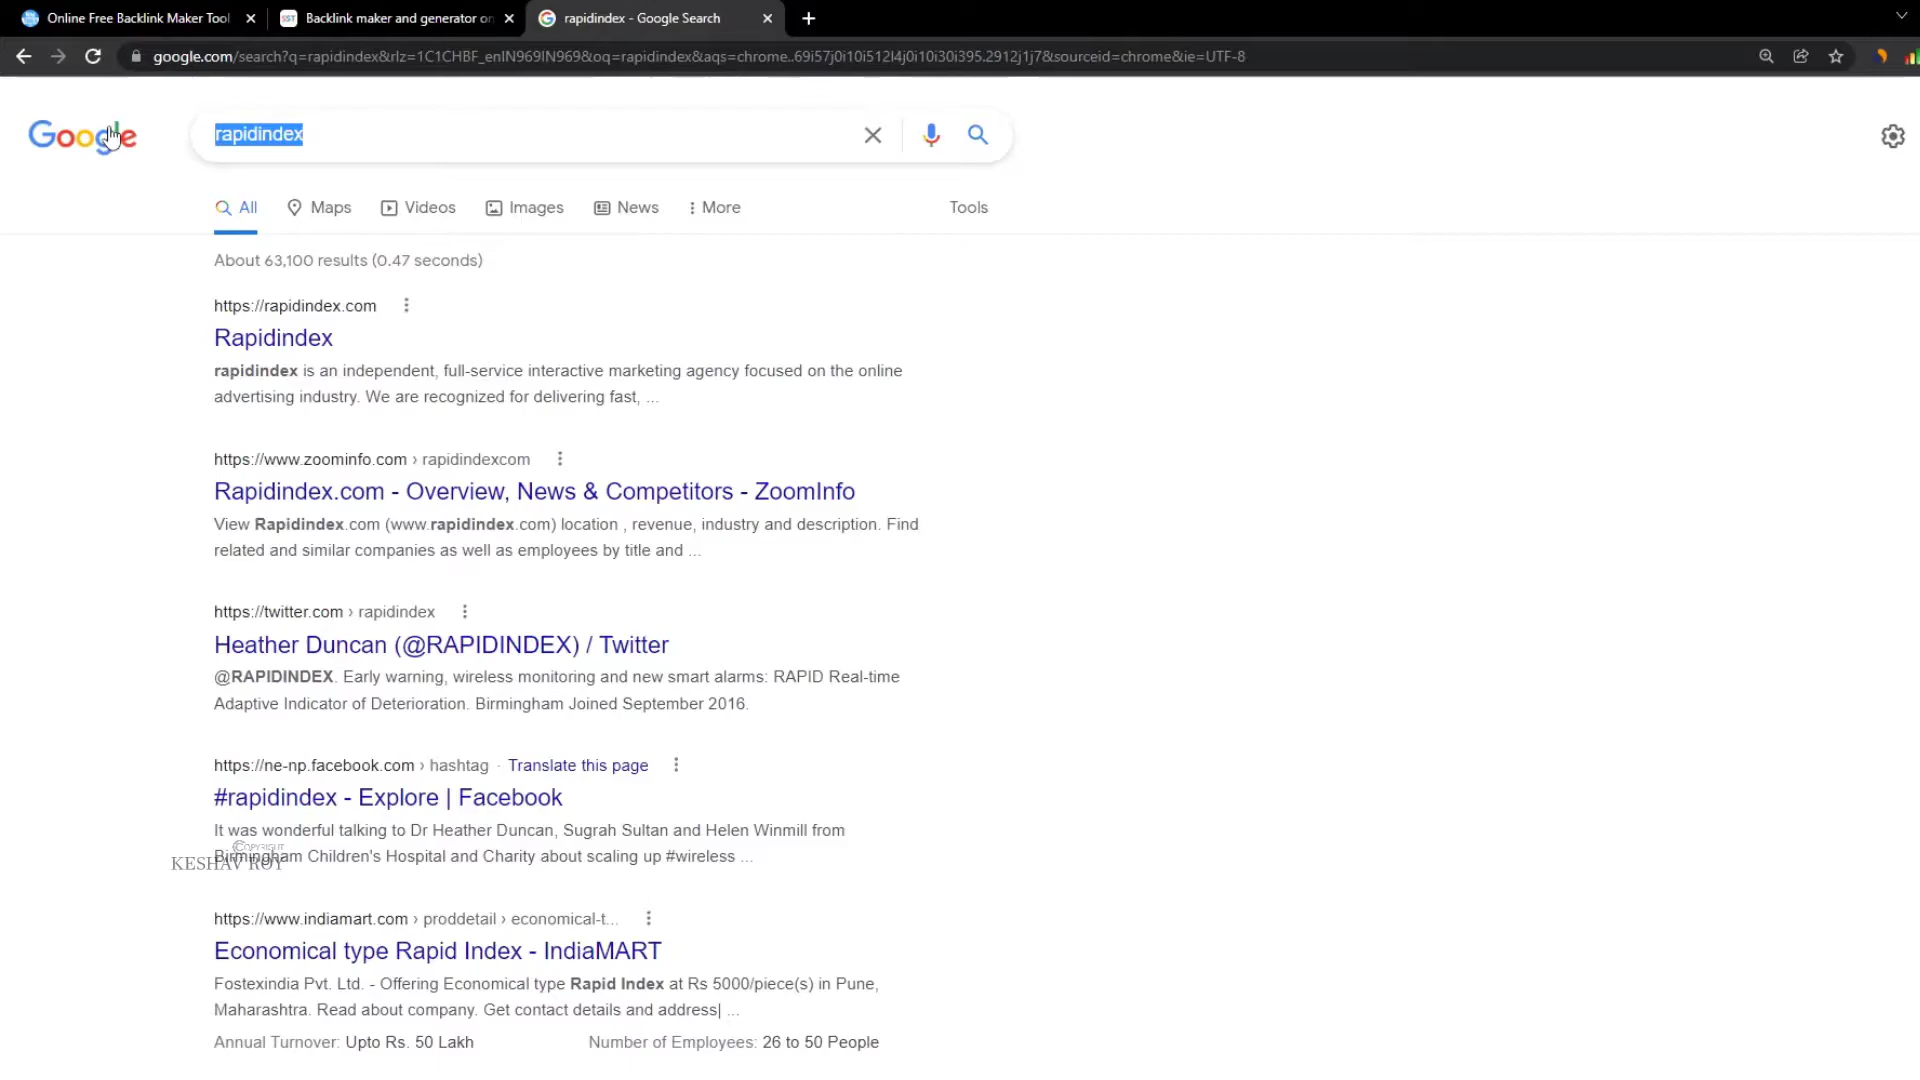 Online Free Backlink Maker Tool
Backlink maker and generator on
rapidindex - Google Search
google.com/search?q=rapidindex&rlz=1C1CHBF_enIN969IN969&oq=rapidindex&aqs=chrome..69i57j0i10i512l4j0i10i30i395.2912j1j7&sourceid=chrome&ie=UTF-8
Google
rapidindex
All
Maps
Videos
Images
News
More
Tools
About 63,100 results (0.47 seconds)
https://rapidindex.com
Rapidindex
rapidindex is an independent, full-service interactive marketing agency focused on the online
advertising industry. We are recognized for delivering fast, ...
https://www.zoominfo.com › rapidindexcom
Rapidindex.com - Overview, News & Competitors - ZoomInfo
View Rapidindex.com (www.rapidindex.com) location , revenue, industry and description. Find
related and similar companies as well as employees by title and ...
https://twitter.com › rapidindex
Heather Duncan (@RAPIDINDEX) / Twitter
@RAPIDINDEX. Early warning, wireless monitoring and new smart alarms: RAPID Real-time
Adaptive Indicator of Deterioration. Birmingham Joined September 2016.
https://ne-np.facebook.com › hashtag · Translate this page
#rapidindex - Explore | Facebook
It was wonderful talking to Dr Heather Duncan, Sugrah Sultan and Helen Winmill from
Birmingham Children's Hospital and Charity about scaling up #wireless ...
©COPYRIGHT
KESHAV ROY
https://www.indiamart.com › proddetail › economical-t...
Economical type Rapid Index - IndiaMART
Fostexindia Pvt. Ltd. - Offering Economical type Rapid Index at Rs 5000/piece(s) in Pune,
Maharashtra. Read about company. Get contact details and address| ...
Annual Turnover: Upto Rs. 50 Lakh
Number of Employees: 26 to 50 People